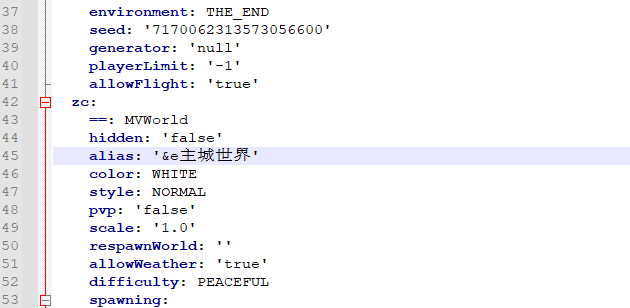 37 environment: THE_END
38 seed: '7170062313573056600'
39 generator: 'null'
40 playerLimit: '-1'
41 allowFlight: 'true'
42 zc:
43 ==: MVWorld
44 hidden: 'false'
45 alias: '&e主城世界'
46 color: WHITE
47 style: NORMAL
48 pvp: 'false'
49 scale: '1.0'
50 respawnWorld: ''
51 allowWeather: 'true'
52 difficulty: PEACEFUL
53 spawning: